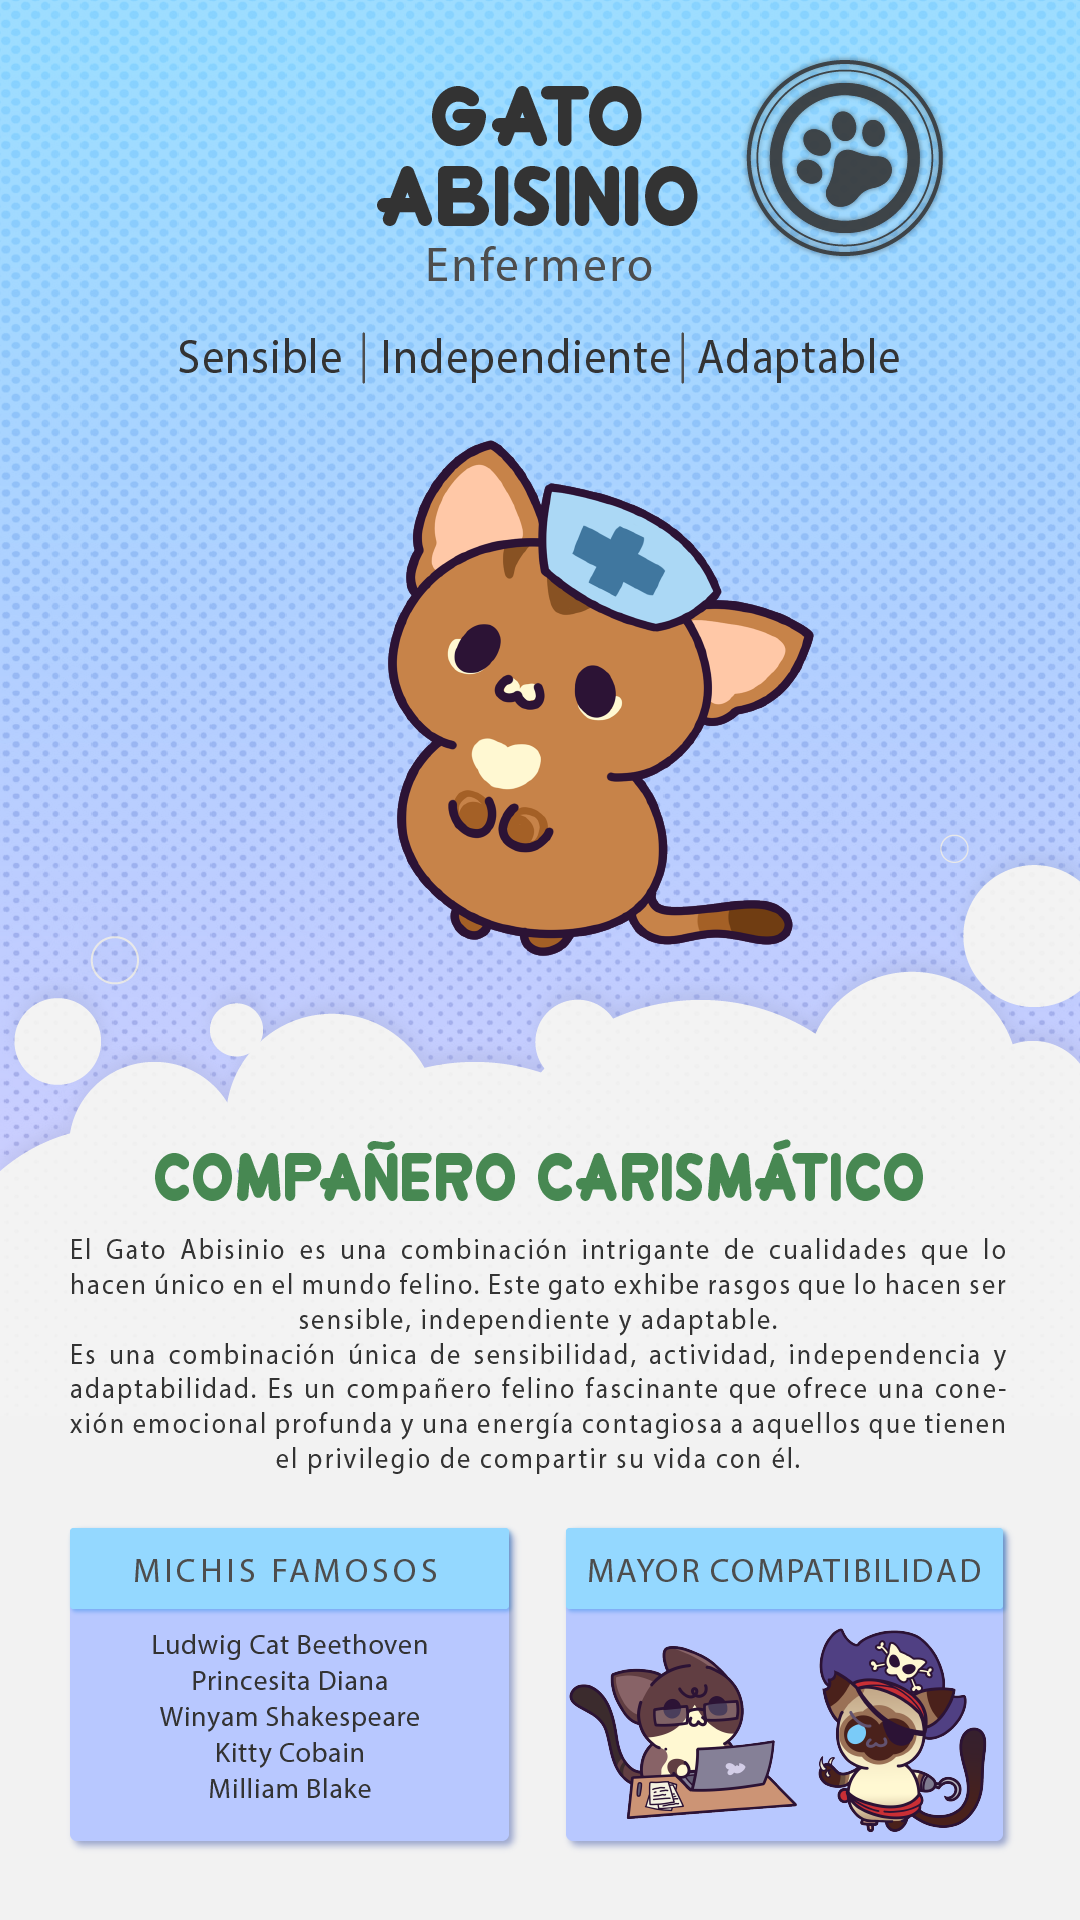 GATO
ABISINIO
Enfermero
Sensible | Independiente | Adaptable
COMPAÑERO CARISMÁTICO
El Gato Abisinio es una combinación intrigante de cualidades que lo
hacen único en el mundo felino. Este gato exhibe rasgos que lo hacen ser
sensible, independiente y adaptable.
Es una combinación única de sensibilidad, actividad, independencia y
adaptabilidad. Es un compañero felino fascinante que ofrece una cone-
xión emocional profunda y una energía contagiosa a aquellos que tienen
el privilegio de compartir su vida con él.
MICHIS FAMOSOS
Ludwig Cat Beethoven
Princesita Diana
Winyam Shakespeare
Kitty Cobain
Milliam Blake
MAYOR COMPATIBILIDAD